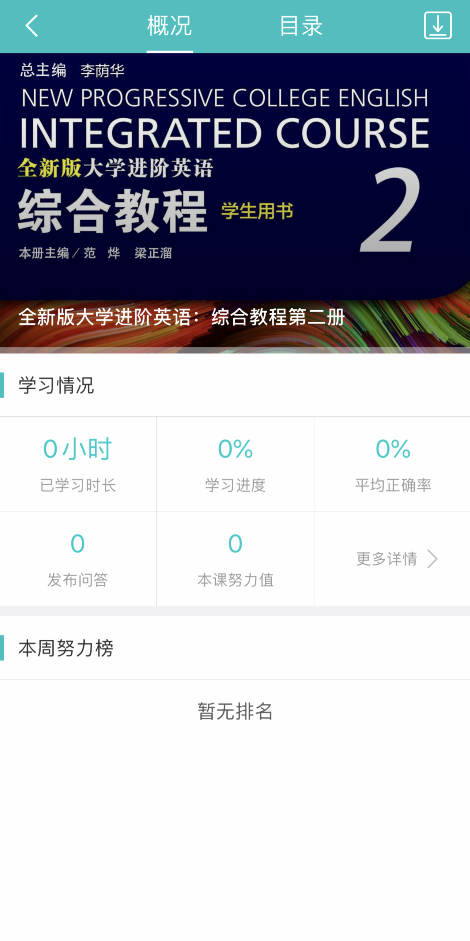 概况 目录
总主编 李荫华
NEW PROGRESSIVE COLLEGE ENGLISH
INTEGRATED COURSE
全新版大学进阶英语
综合教程 学生用书 2
本册主编／范 烨 梁正溜
全新版大学进阶英语：综合教程第二册
学习情况
0小时 0% 0%
已学习时长 学习进度 平均正确率
0 0
发布问答 本课努力值 更多详情
本周努力榜
暂无排名